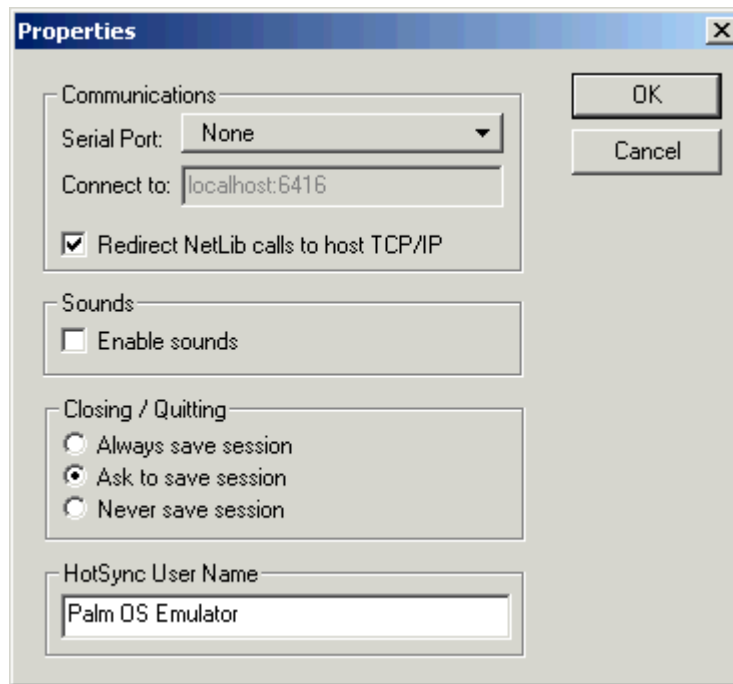 Properties
Communications
OK
Serial Port: None
Cancel
Connect to: localhost:6416
Redirect NetLib calls to host TCP/IP
Sounds
Enable sounds
Closing / Quitting
Always save session
Ask to save session
Never save session
HotSync User Name
Palm OS Emulator